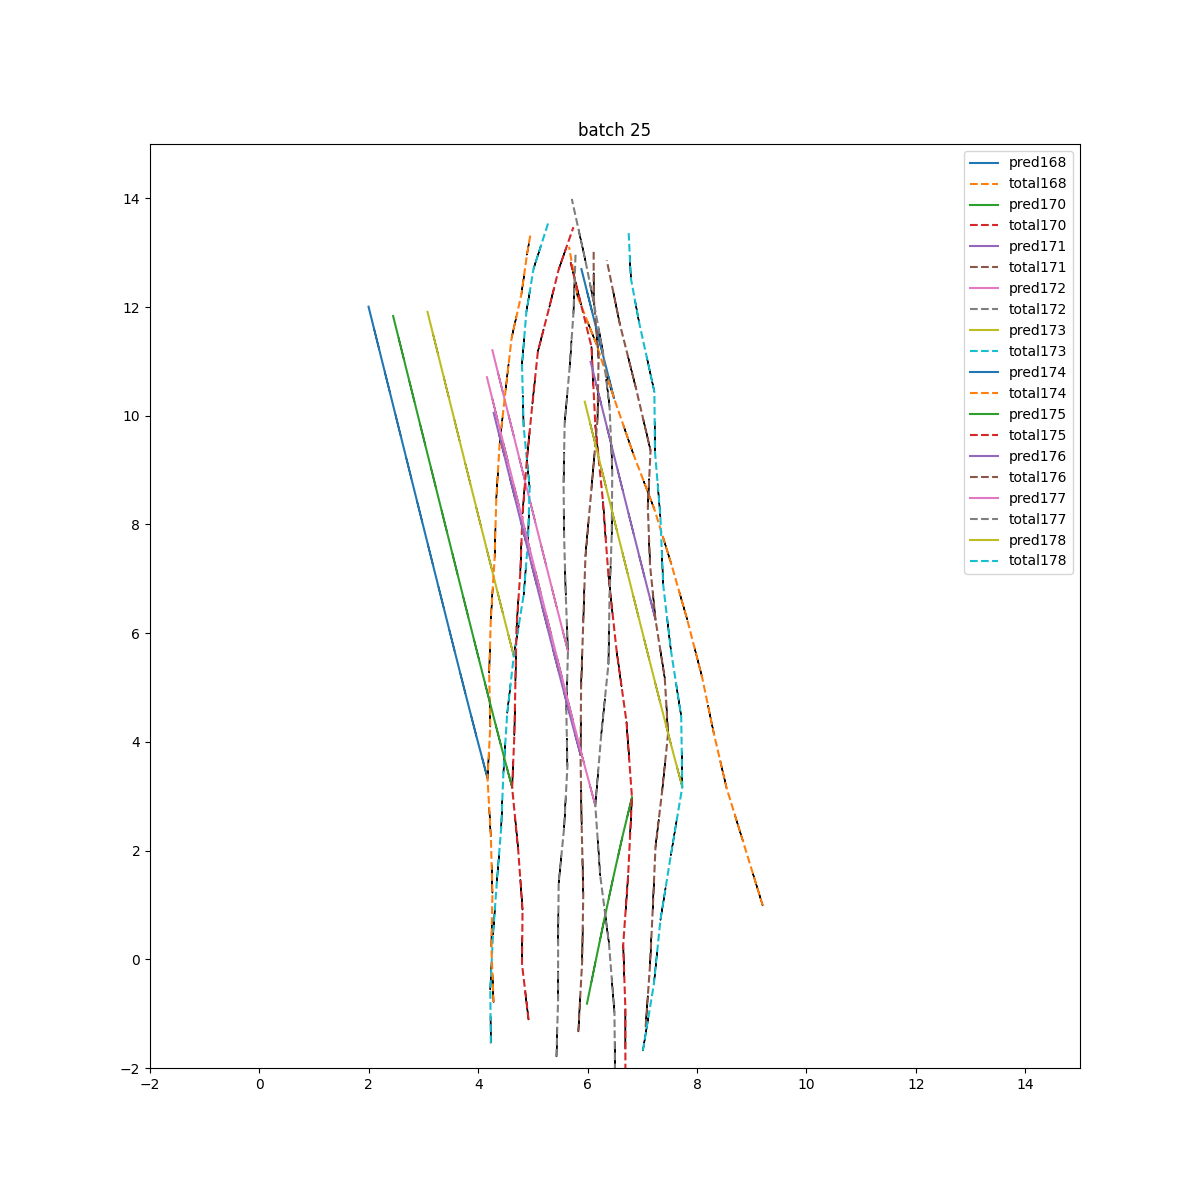 batch 25
pred168
total168
pred170
total170
pred171
total171
pred172
total172
pred173
total173
pred174
total174
pred175
total175
pred176
total176
pred177
total177
pred178
total178
14
12
10
8
6
4
2
0
−2
−2 0 2 4 6 8 10 12 14